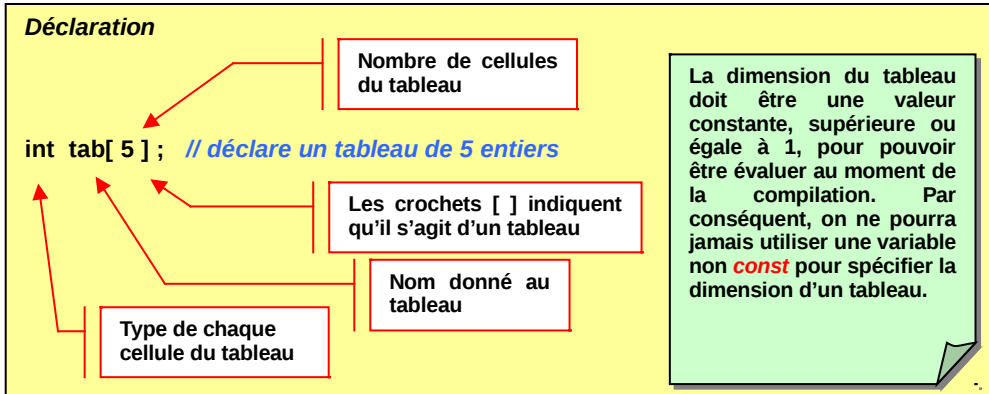 Déclaration
Nombre de cellules
du tableau
int tab[ 5 ] ; // déclare un tableau de 5 entiers
Les crochets [ ] indiquent
qu'il s'agit d'un tableau
Nom donné au
tableau
Type de chaque
cellule du tableau
La dimension du tableau
doit être une valeur
constante, supérieure ou
égale à 1, pour pouvoir
être évaluer au moment de
la compilation. Par
conséquent, on ne pourra
jamais utiliser une variable
non const pour spécifier la
dimension d'un tableau.